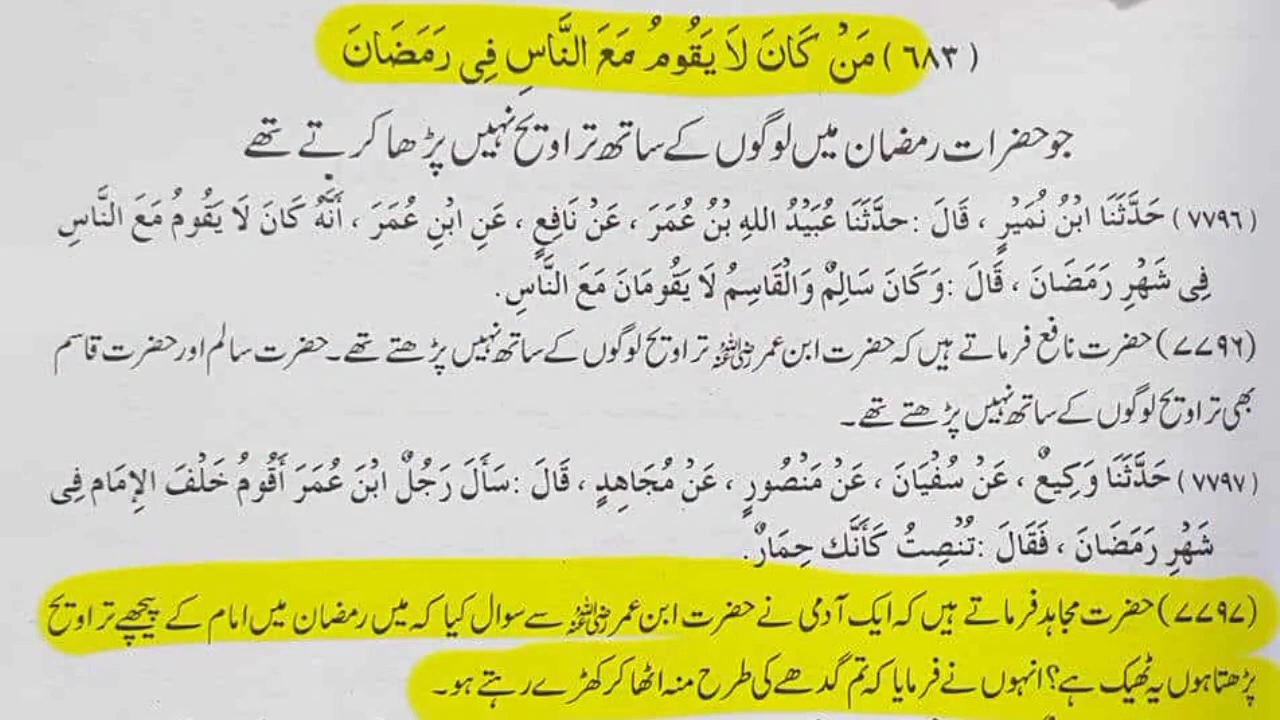 (٦٨٣) مَنْ كَانَ لاَ يَقُومُ مَعَ النَّاسِ فِى رَمَضَانَ
جو حضرات رمضان میں لوگوں کے ساتھ تراویح نہیں پڑھا کرتے تھے
(٧٧٩٦) حَدَّثَنَا ابْنُ نُمَيْرٍ ، قَالَ : حدَّثَنَا عُبَيْدُ اللهِ بْنُ عُمَرَ ، عَنْ نَافِعٍ ، عَنِ ابْنِ عُمَرَ ، أَنَّهُ كَانَ لَا يَقُومُ مَعَ النَّاسِ
فِى شَهْرِ رَمَضَانَ ، قَالَ : وَكَانَ سَالِمٌ وَالْقَاسِمُ لَا يَقُومَانَ مَعَ النَّاسِ.
(۷۷۹۶) حضرت نافع فرماتے ہیں کہ حضرت ابن عمر رضی اللہ عنہ تراویح لوگوں کے ساتھ نہیں پڑھتے تھے۔ حضرت سالم اور حضرت قاسم
بھی تراویح لوگوں کے ساتھ نہیں پڑھتے تھے۔
(٧٧٩٧) حَدَّثَنَا وَكِيعٌ ، عَنْ سُفْيَانَ ، عَنْ مَنْصُورٍ ، عَنْ مُجَاهِدٍ ، قَالَ : سَأَلَ رَجُلٌ ابْنَ عُمَرَ أَقُومُ خَلْفَ الإِمَام فِى
شَهْرِ رَمَضَانَ ، فَقَالَ : تُنْصِتُ كَأَنَّك حِمَارٌ.
(۷۷۹۷) حضرت مجاہد فرماتے ہیں کہ ایک آدمی نے حضرت ابن عمر رضی اللہ عنہ سے سوال کیا کہ میں رمضان میں امام کے پیچھے تراویح
پڑھتا ہوں یہ ٹھیک ہے؟ انہوں نے فرمایا کہ تم گدھے کی طرح منہ اٹھا کر کھڑے رہتے ہو۔